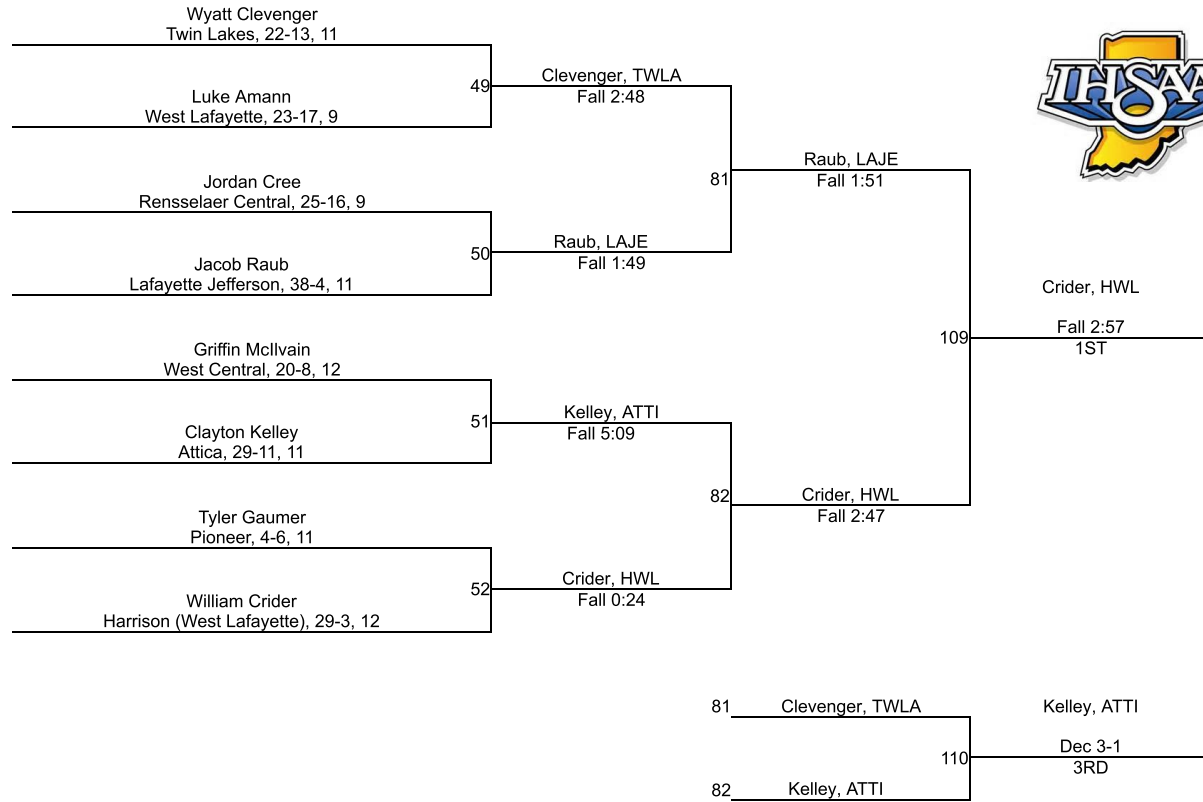 Wyatt Clevenger
Twin Lakes, 22-13, 11
49
Clevenger, TWLA
Fall 2:48
Luke Amann
West Lafayette, 23-17, 9
IHSAA
81
Raub, LAJE
Fall 1:51
Jordan Cree
Rensselaer Central, 25-16, 9
50
Raub, LAJE
Fall 1:49
Jacob Raub
Lafayette Jefferson, 38-4, 11
Crider, HWL
109
Fall 2:57
1ST
Griffin McIlvain
West Central, 20-8, 12
51
Kelley, ATTI
Fall 5:09
Clayton Kelley
Attica, 29-11, 11
82
Crider, HWL
Fall 2:47
Tyler Gaumer
Pioneer, 4-6, 11
52
Crider, HWL
Fall 0:24
William Crider
Harrison (West Lafayette), 29-3, 12
81
Clevenger, TWLA
Kelley, ATTI
110
Dec 3-1
3RD
82
Kelley, ATTI